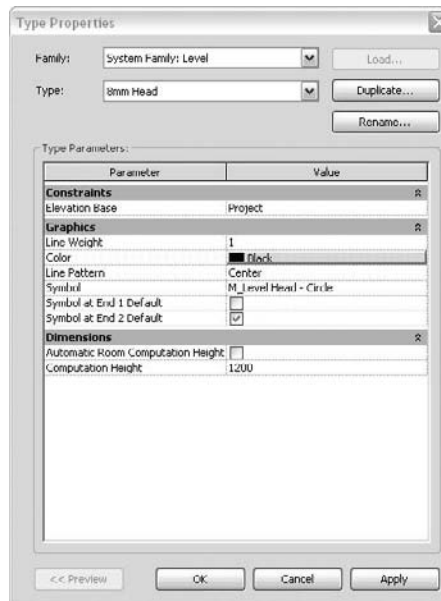 Type Properties
Family: System Family: Level Load...
Type: 8mm Head Duplicate...
Rename...
Type Parameters:
Parameter Value
Constraints
Elevation Base Project
Graphics
Line Weight 1
Color Black
Line Pattern Center
Symbol M_Level Head - Circle
Symbol at End 1 Default
Symbol at End 2 Default
Dimensions
Automatic Room Computation Height
Computation Height 1200
<< Preview OK Cancel Apply